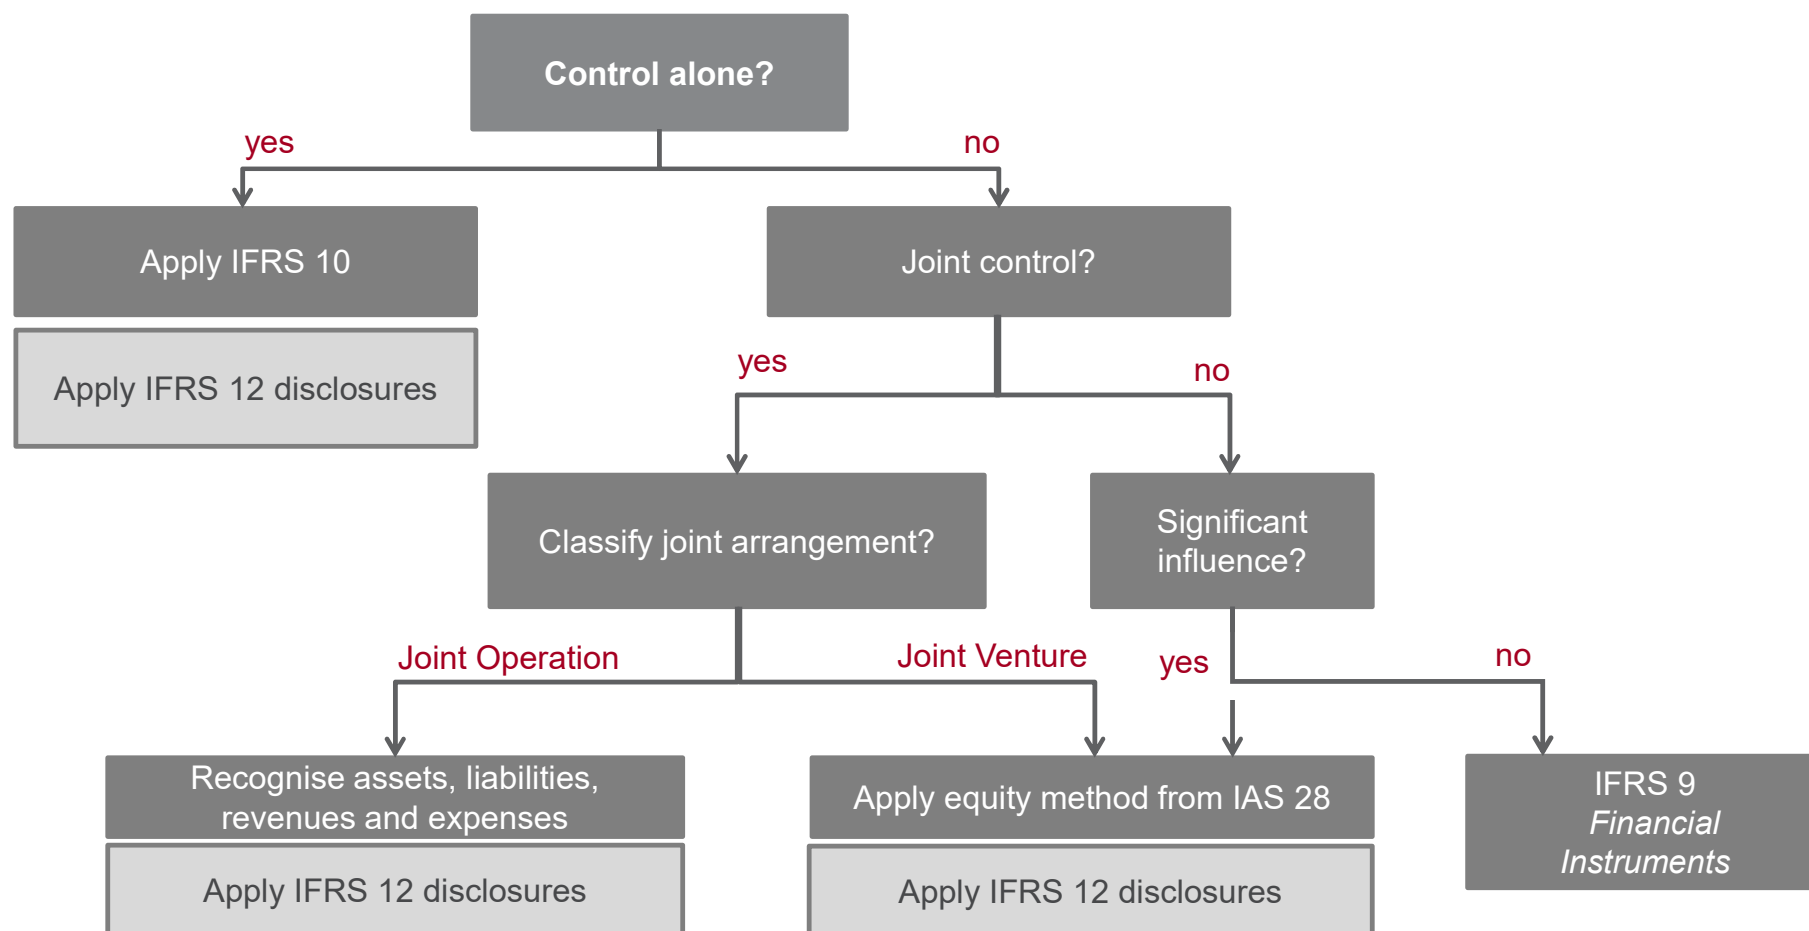 Control alone?
yes
no
Apply IFRS 10
Joint control?
Apply IFRS 12 disclosures
yes
no
Classify joint arrangement?
Significant
influence?
Joint Operation
Joint Venture
yes
no
Recognise assets, liabilities,
revenues and expenses
Apply equity method from IAS 28
IFRS 9
Financial
Instruments
Apply IFRS 12 disclosures
Apply IFRS 12 disclosures